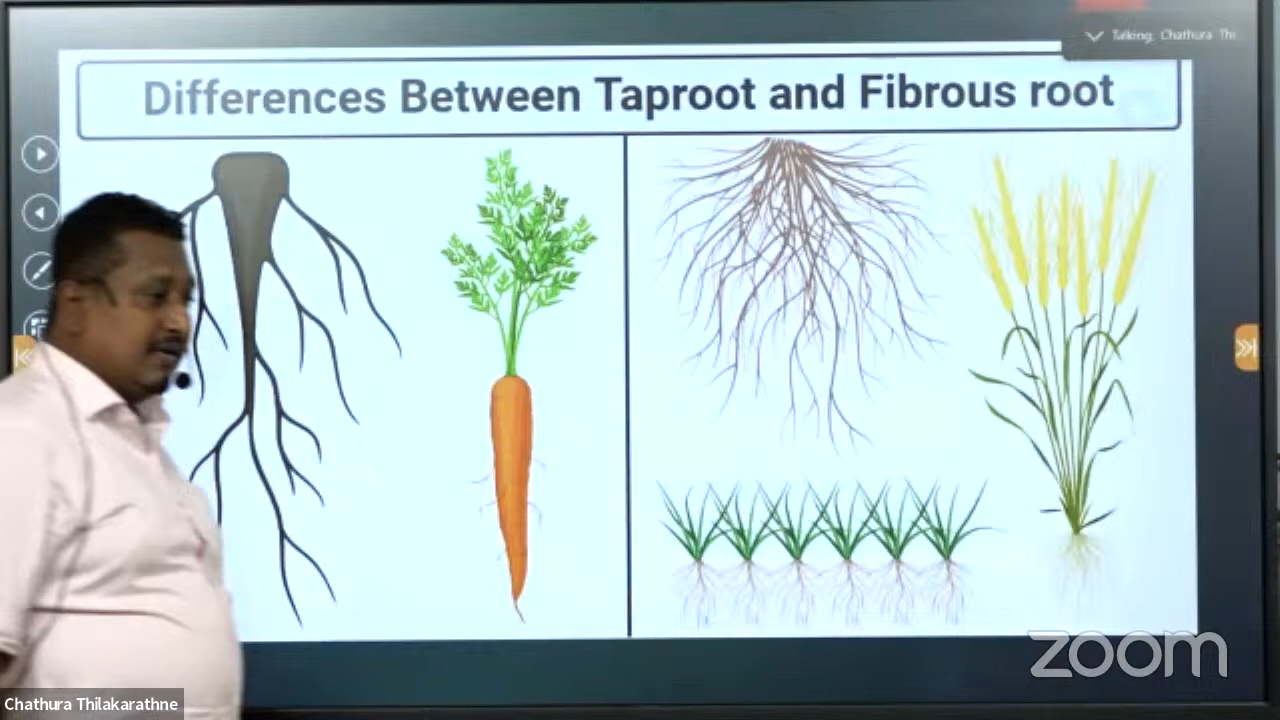 Talking: Chathura Thi
Differences Between Taproot and Fibrous root
zoom
Chathura Thilakarathne